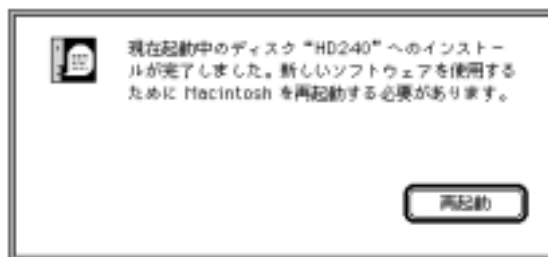 現在起動中のディスク“HD240”へのインストー
ルが完了しました。新しいソフトウェアを使用する
ために Macintosh を再起動する必要があります。
再起動